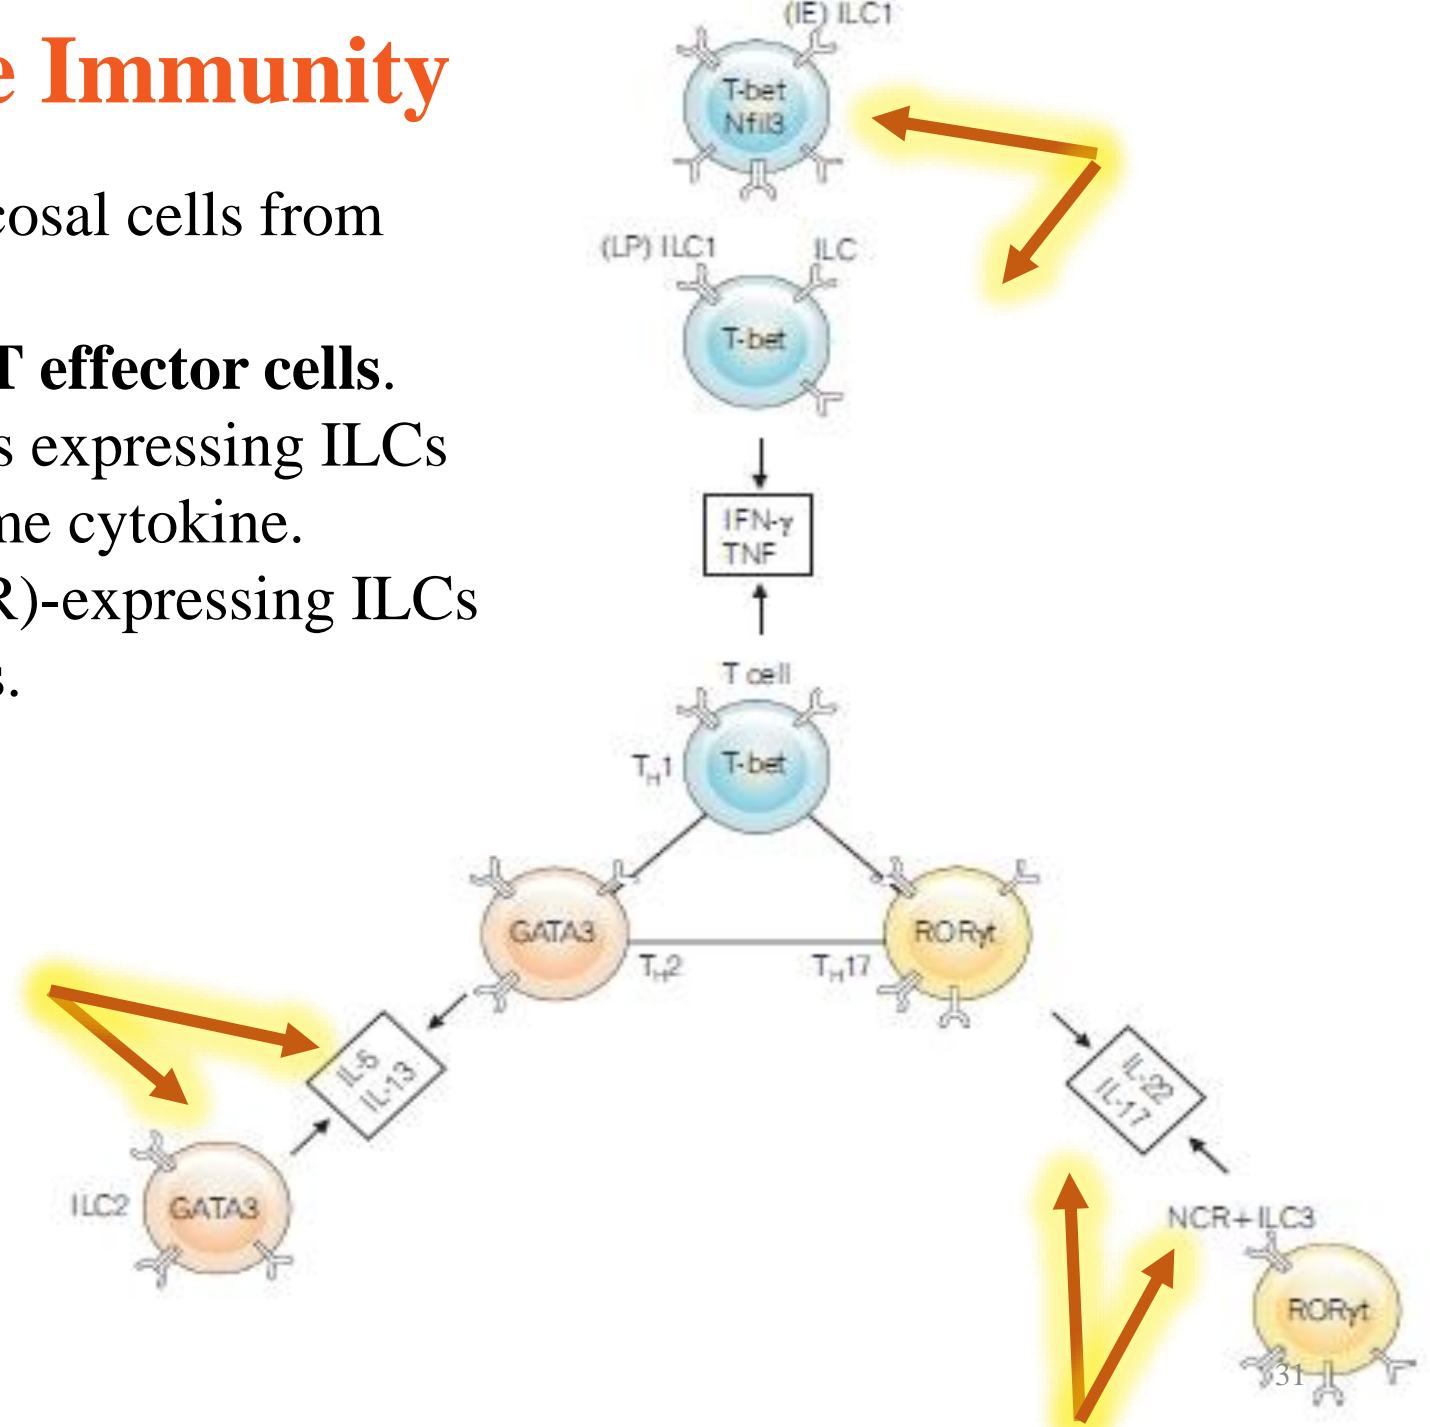 e Immunity
cosal cells from
T effector cells.
s expressing ILCs
me cytokine.
R)-expressing ILCs
s.
(IE) ILC1
T-bet
Nfil3
(LP) ILC1
ILC
T-bet
IFN-γ
TNF
T cell
TH1
T-bet
GATA3
RORγt
TH2
TH17
IL-5
IL-13
IL-22
IL-17
ILC2
GATA3
NCR+ILC3
RORγt
31